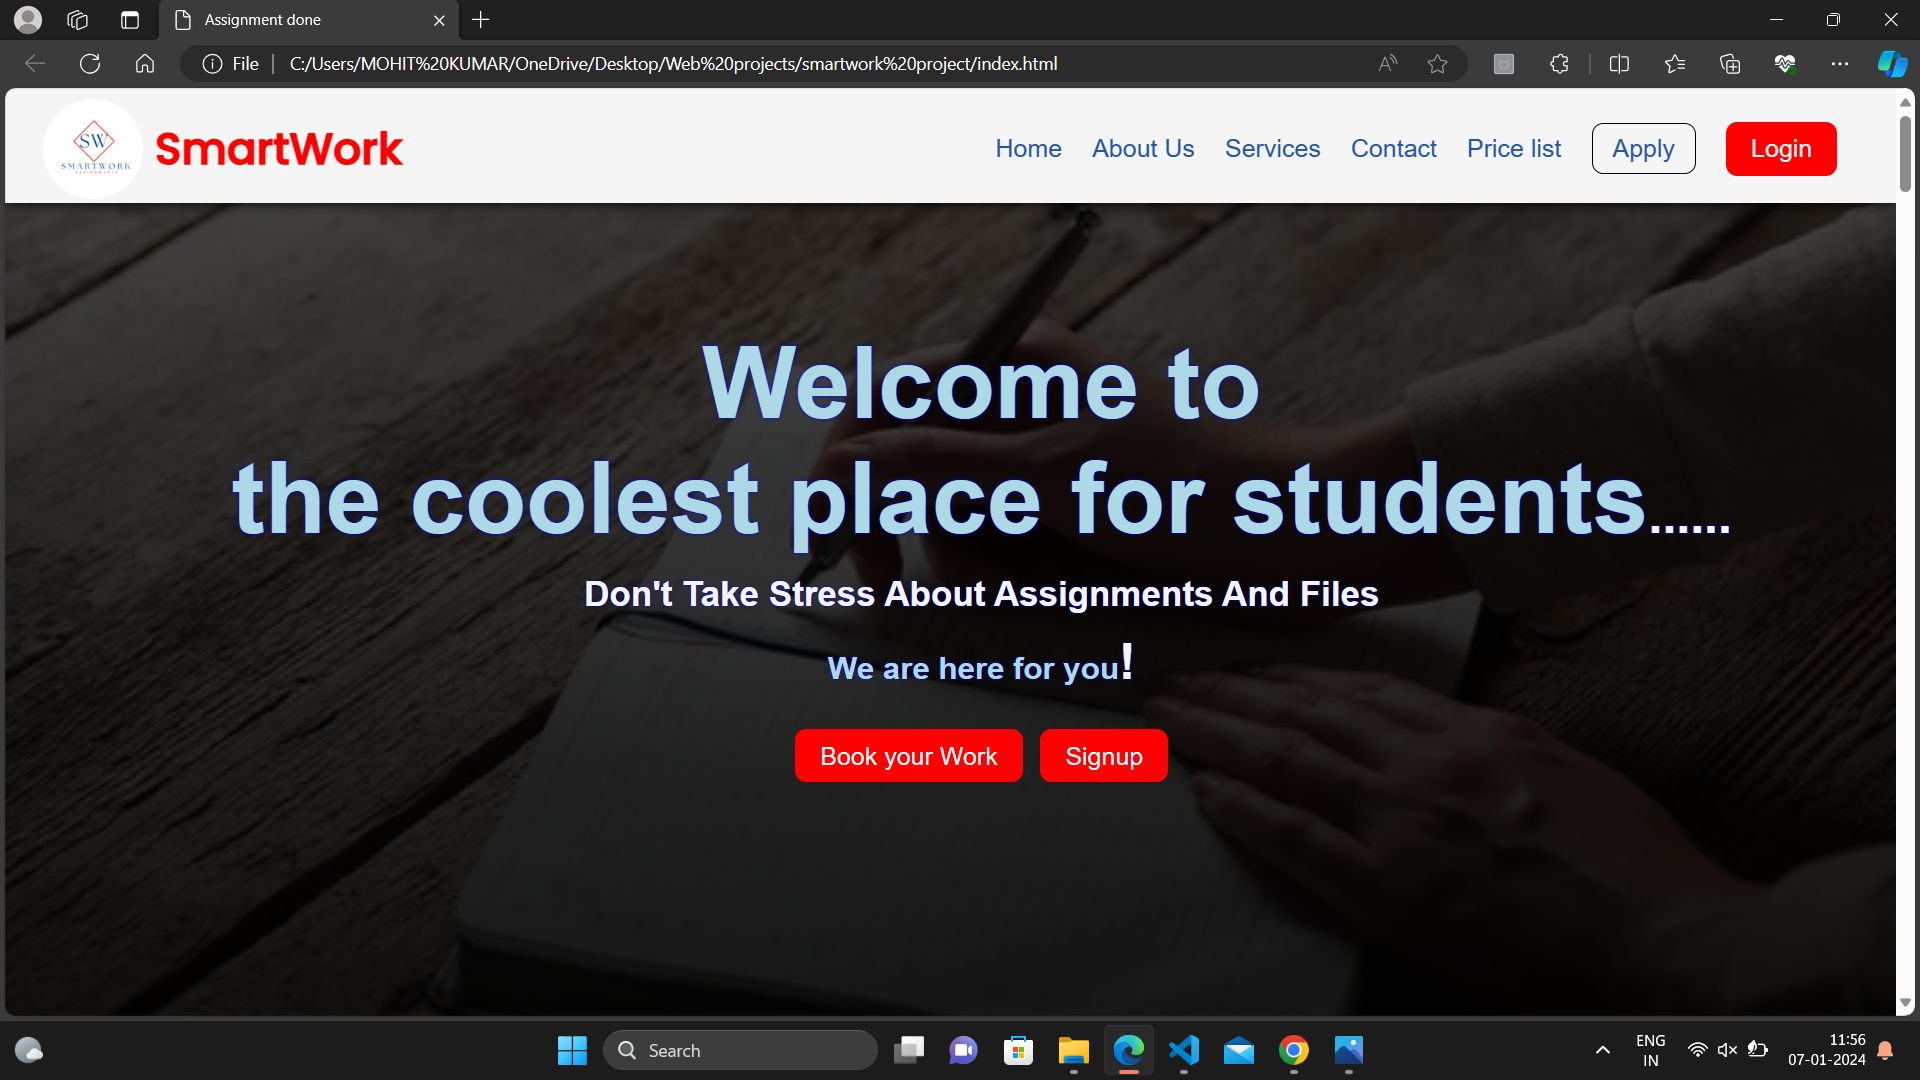 Assignment done
File
C:/Users/MOHIT%20KUMAR/OneDrive/Desktop/Web%20projects/smartwork%20project/index.html
SW
SMARTWORK
ASSIGNMENTS
SmartWork
Home About Us Services Contact Price list Apply Login
Welcome to
the coolest place for students......
Don't Take Stress About Assignments And Files
We are here for you!
Book your Work Signup
Search
ENG
IN
11:56
07-01-2024